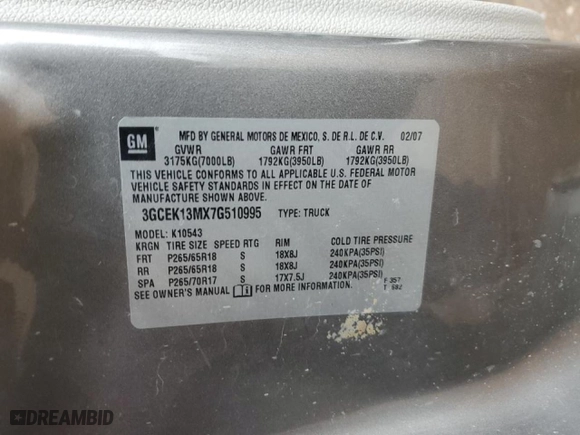 GM
MFD BY GENERAL MOTORS DE MEXICO, S. DE R.L. DE C.V. 02/07
GVWR GAWR FRT GAWR RR
3175KG(7000LB) 1792KG(3950LB) 1792KG(3950LB)
THIS VEHICLE CONFORMS TO ALL APPLICABLE U.S. FEDERAL MOTOR
VEHICLE SAFETY STANDARDS IN EFFECT ON THE DATE OF
MANUFACTURE SHOWN ABOVE.
3GCEK13MX7G510995 TYPE: TRUCK
MODEL: K10543
KRGN TIRE SIZE SPEED RTG RIM COLD TIRE PRESSURE
FRT P265/65R18 S 18X8J 240KPA(35PSI)
RR P265/65R18 S 18X8J 240KPA(35PSI)
SPA P265/70R17 S 17X7.5J 240KPA(35PSI)
SEE OWNER'S MANUAL FOR MORE INFORMATION.
DREAMBID